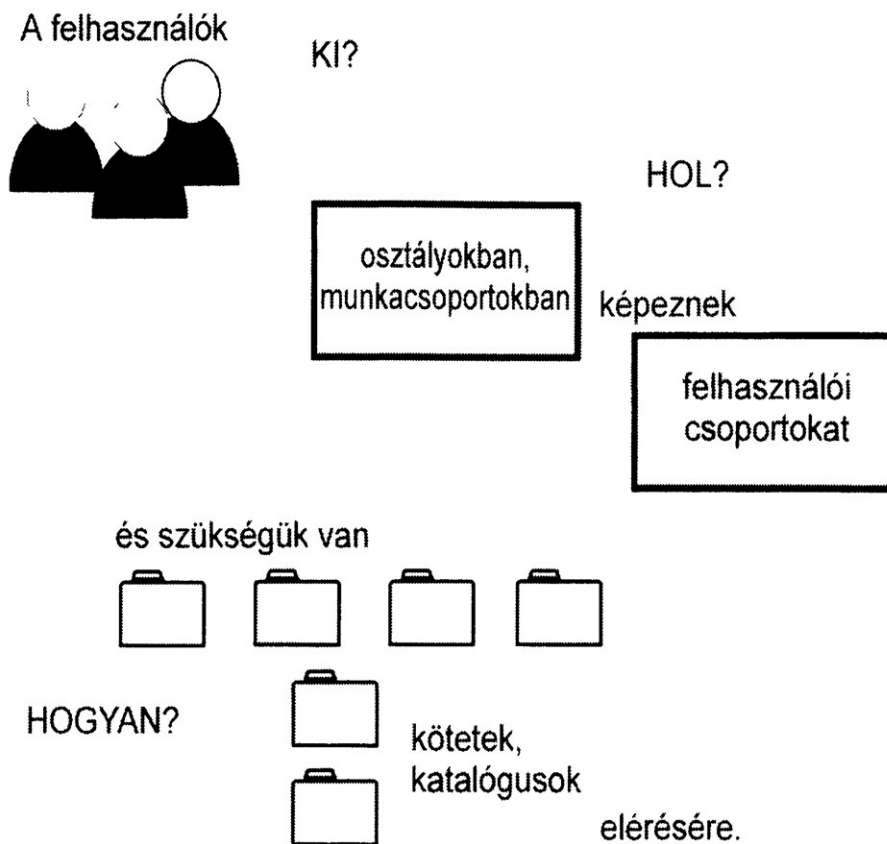 A felhasználók
KI?
HOL?
osztályokban,
munkacsoportokban
képeznek
felhasználói
csoportokat
és szükségük van
HOGYAN?
kötetek,
katalógusok
elérésére.